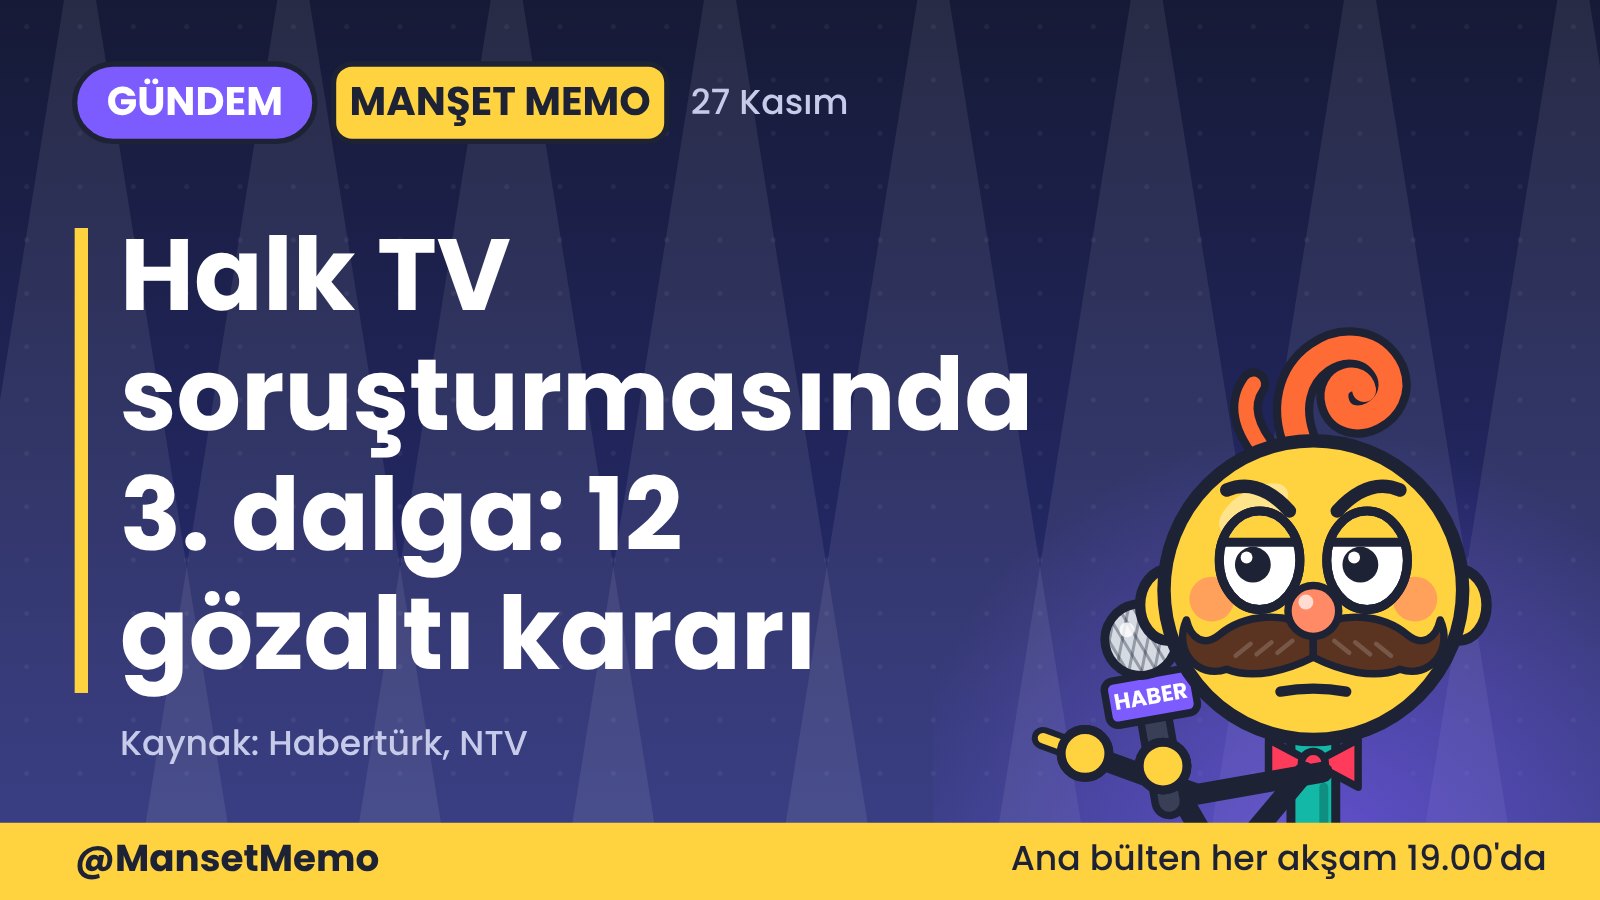 GÜNDEM MANŞET MEMO 27 Kasım
Halk TV
soruşturmasında
3. dalga: 12
gözaltı kararı
Kaynak: Habertürk, NTV
HABER
@MansetMemo
Ana bülten her akşam 19.00'da